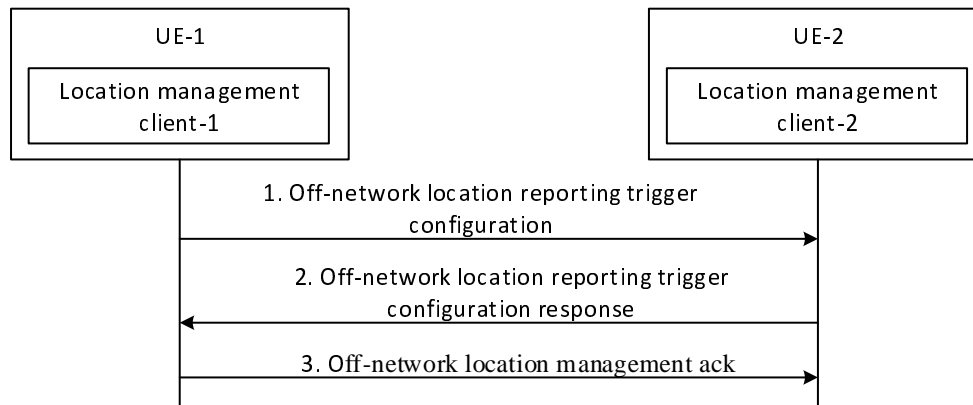 UE-1
UE-2
Location management
client-1
Location management
client-2
1. Off-network location reporting trigger
configuration
2. Off-network location reporting trigger
configuration response
3. Off-network location management ack